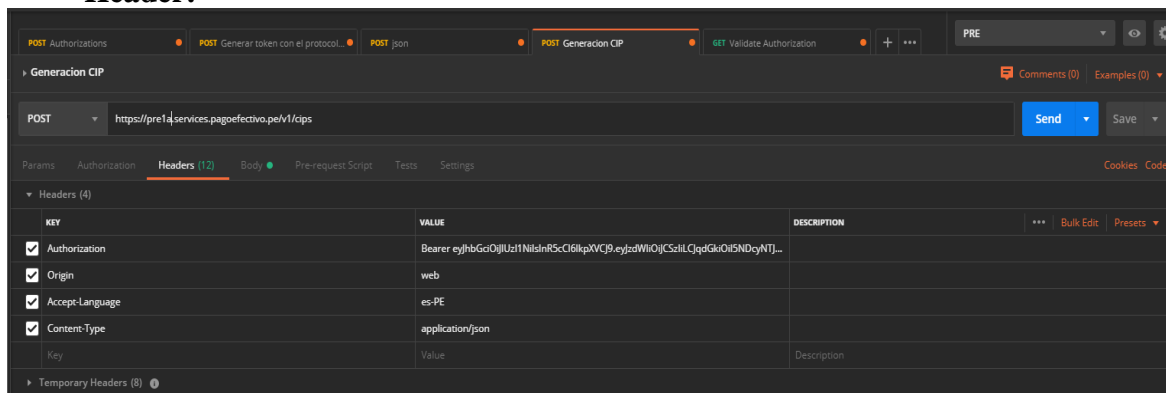 Header:
POST Authorizations POST Generar token con el protocol... POST json POST Generacion CIP GET Validate Authorization + ••• PRE
Generacion CIP Comments (0) Examples (0)
POST https://pre1a.services.pagoefectivo.pe/v1/cips Send Save
Params Authorization Headers (12) Body Pre-request Script Tests Settings Cookies Code
Headers (4)
KEY VALUE DESCRIPTION ••• Bulk Edit Presets
Authorization Bearer eyJhbGciOiJIUzI1NiIsInR5cCI6IkpXVCJ9.eyJzdWIiOiJCSzIiLCJqdGkiOiI5NDcyNTJ...
Origin web
Accept-Language es-PE
Content-Type application/json
Key Value Description
Temporary Headers (8)